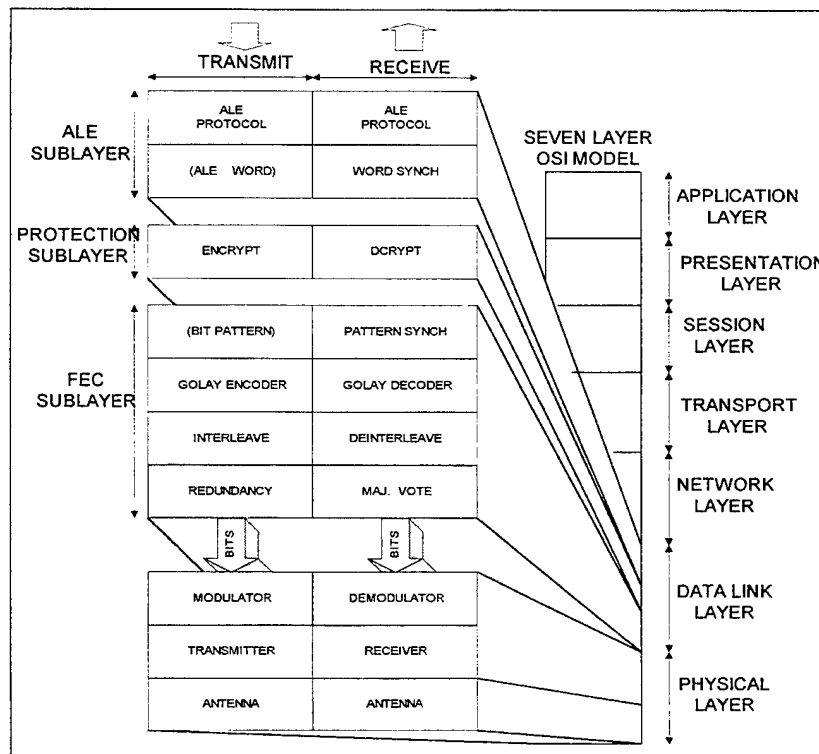 TRANSMIT
RECEIVE
ALE
SUBLAYER
ALE
PROTOCOL
ALE
PROTOCOL
(ALE WORD)
WORD SYNCH
PROTECTION
SUBLAYER
ENCRYPT
DCRYPT
FEC
SUBLAYER
(BIT PATTERN)
PATTERN SYNCH
GOLAY ENCODER
GOLAY DECODER
INTERLEAVE
DEINTERLEAVE
REDUNDANCY
MAJ. VOTE
BITS
BITS
MODULATOR
DEMODULATOR
TRANSMITTER
RECEIVER
ANTENNA
ANTENNA
SEVEN LAYER
OSI MODEL
APPLICATION
LAYER
PRESENTATION
LAYER
SESSION
LAYER
TRANSPORT
LAYER
NETWORK
LAYER
DATA LINK
LAYER
PHYSICAL
LAYER